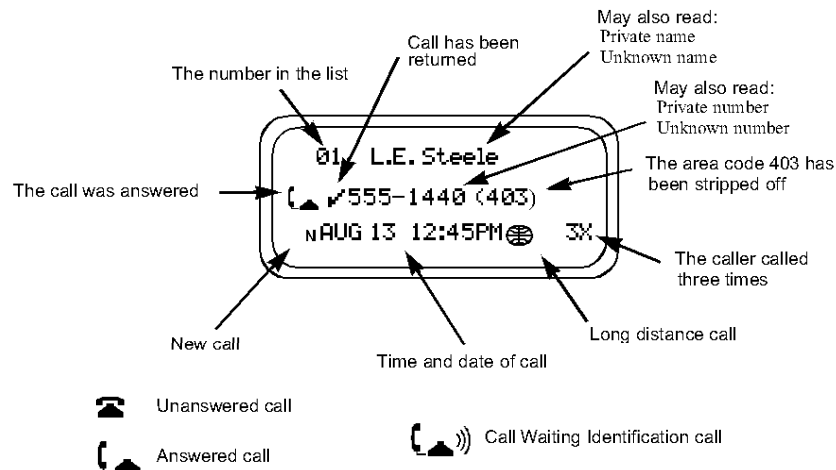 May also read:
Private name
Unknown name
Call has been
returned
The number in the list
May also read:
Private number
Unknown number
01 L.E. Steele
The area code 403 has
been stripped off
The call was answered
555-1440 (403)
N AUG 13 12:45PM 3X
The caller called
three times
New call
Long distance call
Time and date of call
Unanswered call
Answered call
Call Waiting Identification call